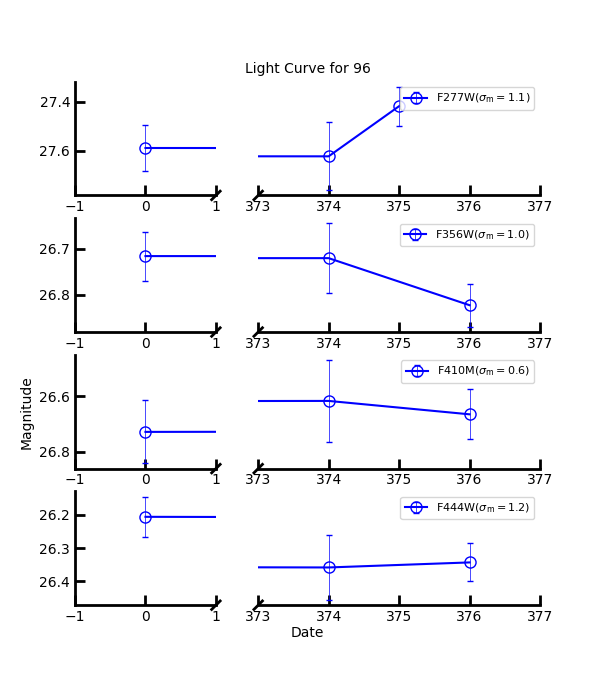 Light Curve for 96
27.4
27.6
F277W(σm = 1.1)
−1 0 1 373 374 375 376 377
26.7
26.8
F356W(σm = 1.0)
−1 0 1 373 374 375 376 377
26.6
26.8
F410M(σm = 0.6)
−1 0 1 373 374 375 376 377
26.2
26.3
26.4
F444W(σm = 1.2)
−1 0 1 373 374 375 376 377
Magnitude
Date